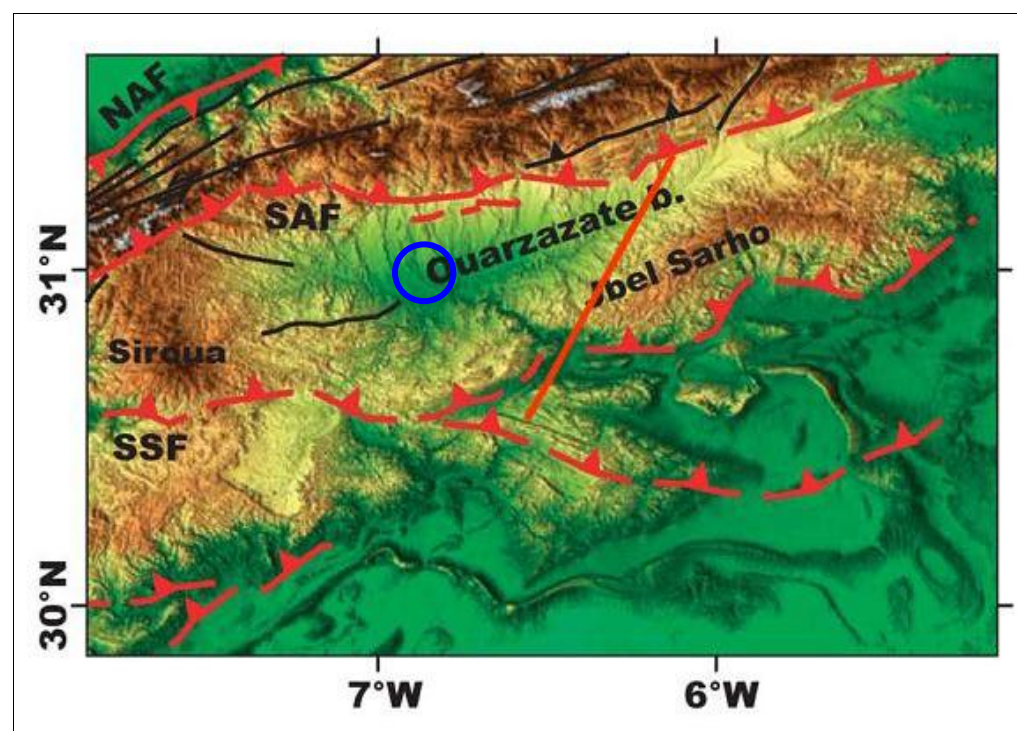 NAF
SAF
Ouarzazate b.
Jbel Sarho
31°N
Siroua
SSF
30°N
7°W
6°W